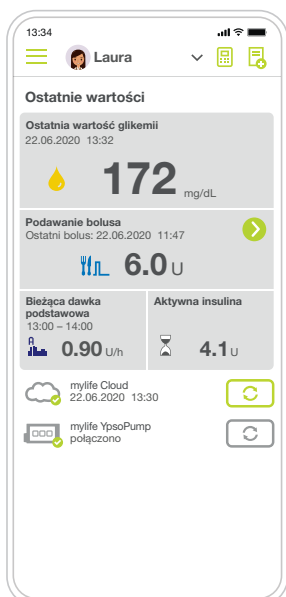 13:34
Laura
Ostatnie wartości
Ostatnia wartość glikemii
22.06.2020 13:32
172 mg/dL
Podawanie bolusa
Ostatni bolus: 22.06.2020 11:47
6.0 U
Bieżąca dawka
podstawowa
13:00 – 14:00
A
0.90 U/h
Aktywna insulina
4.1 U
mylife Cloud
22.06.2020 13:30
mylife YpsoPump
połączono